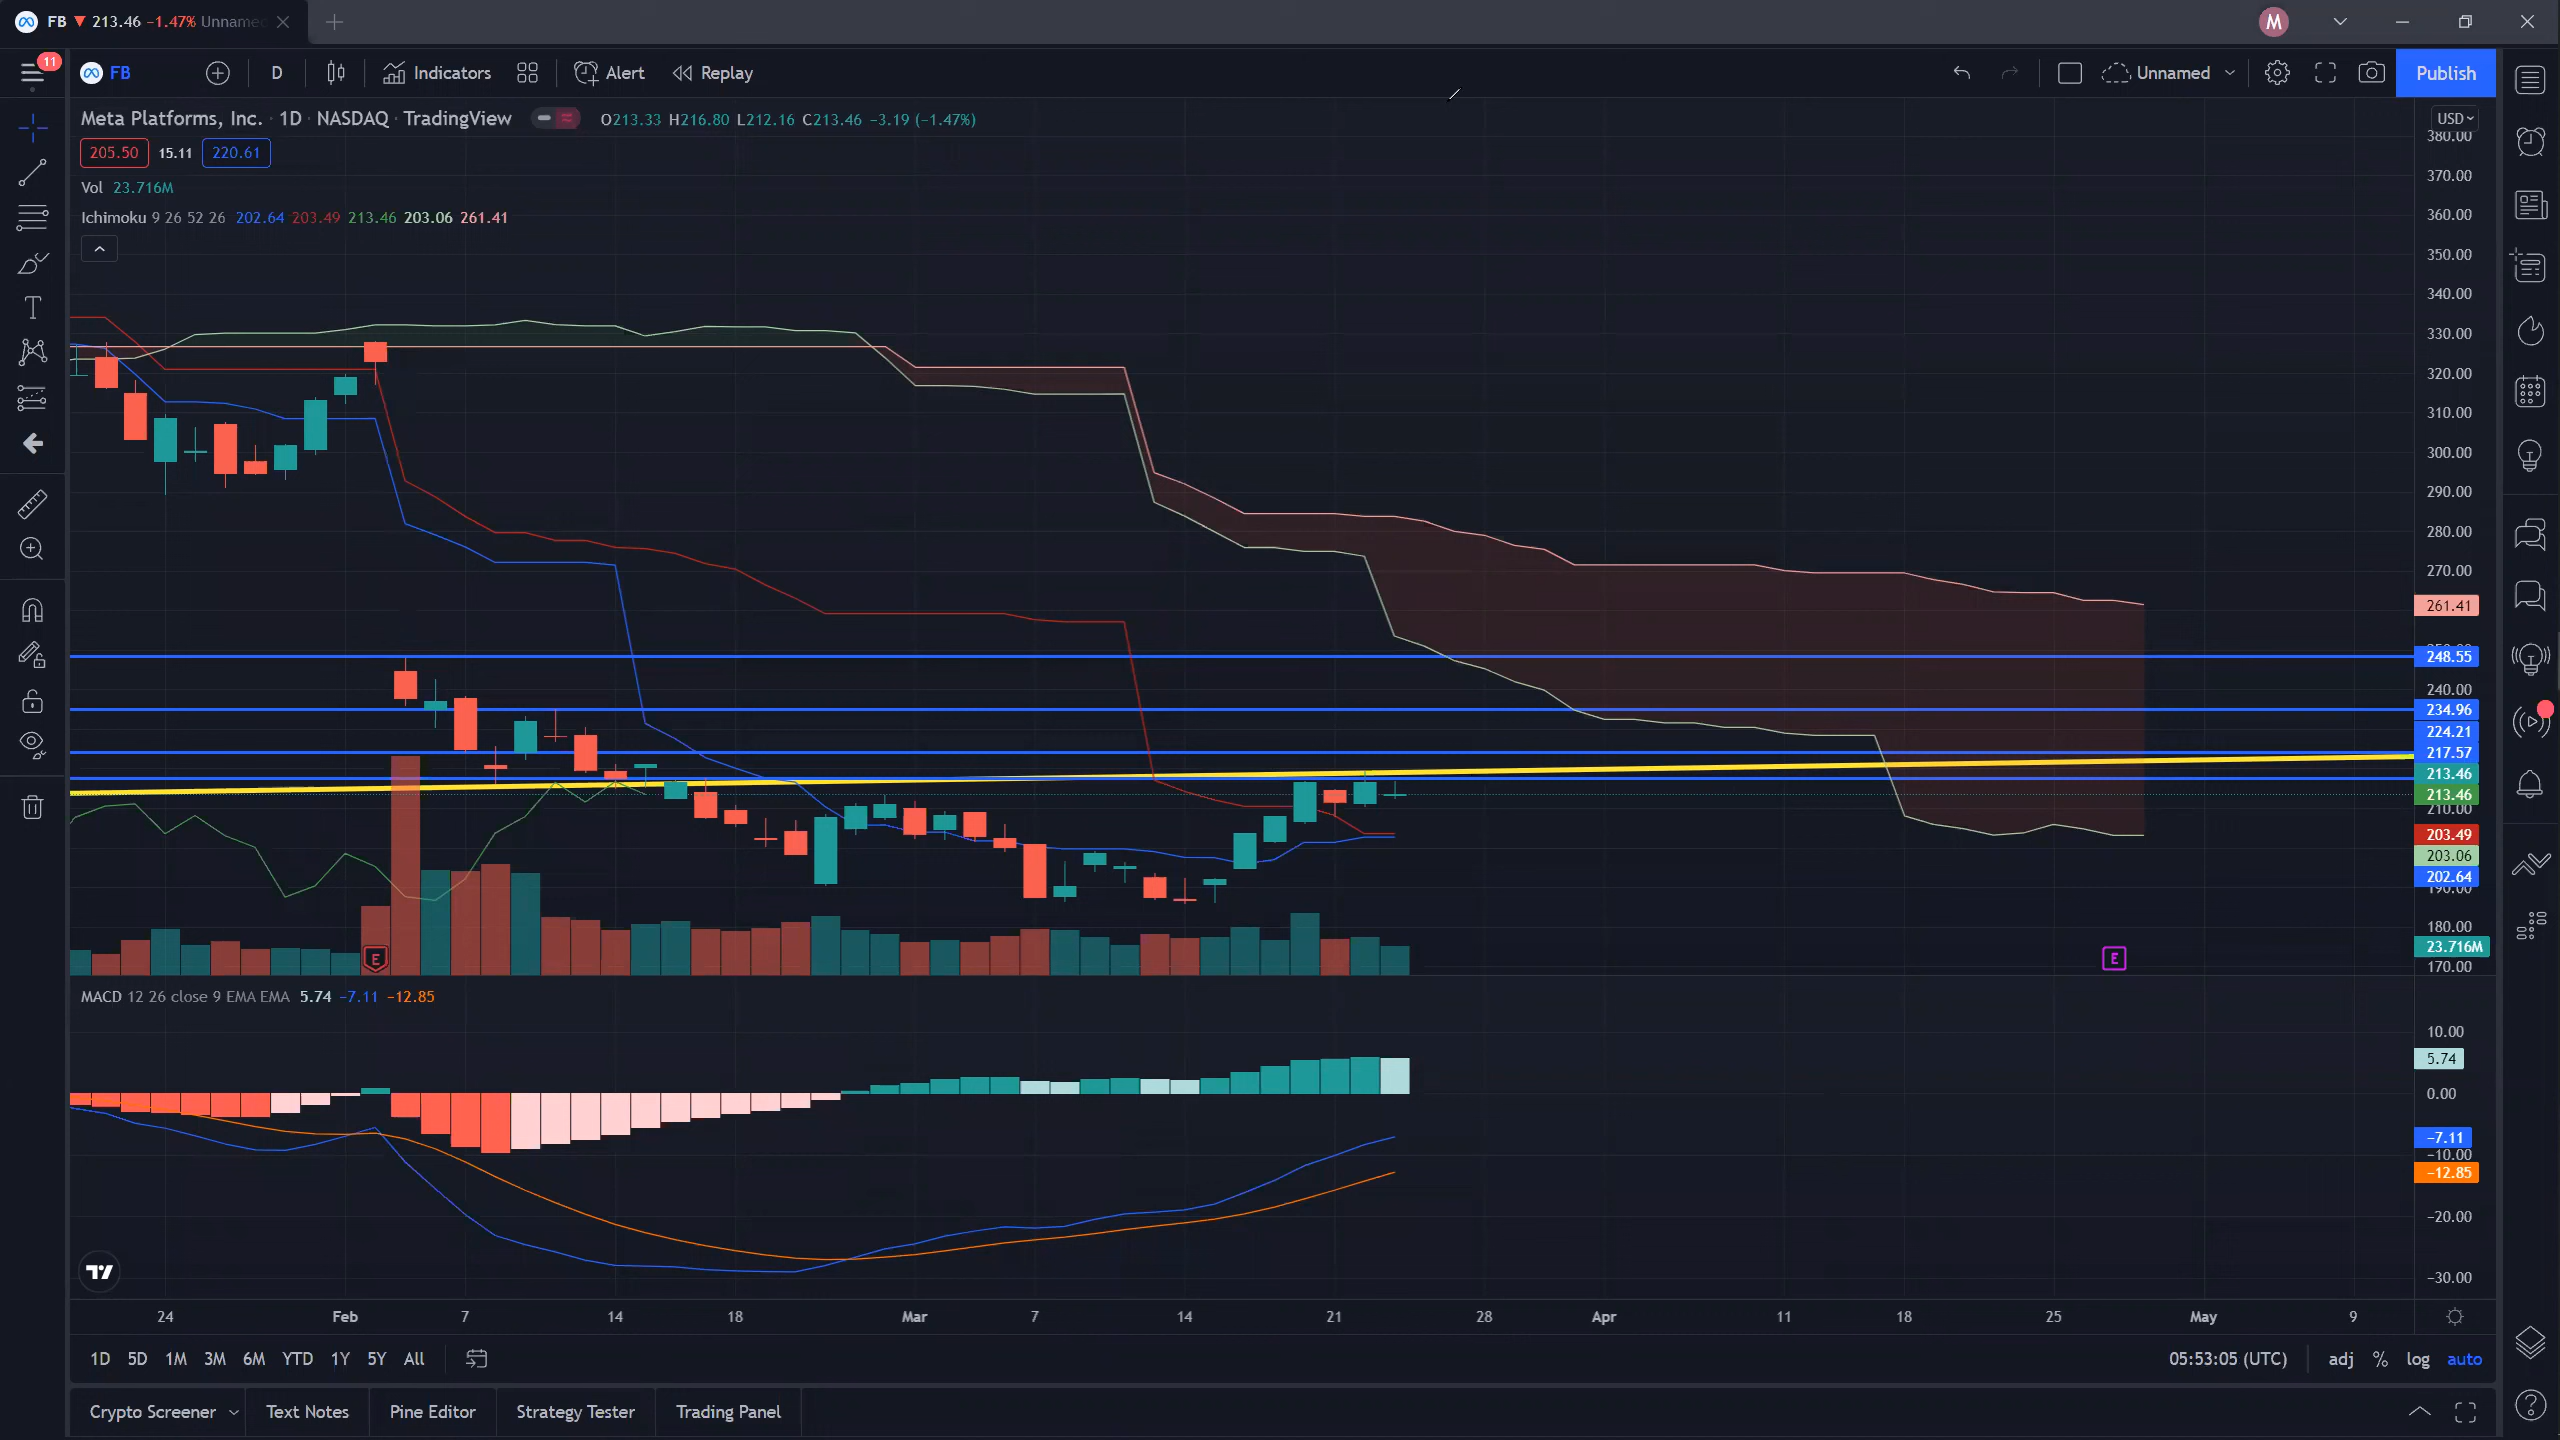 FB ▼ 213.46 −1.47% Unname
M
11
FB
D
Indicators
Alert
Replay
Unnamed
Publish
Meta Platforms, Inc. · 1D · NASDAQ · TradingView
O213.33 H216.80 L212.16 C213.46 −3.19 (−1.47%)
205.50 15.11 220.61
Vol 23.716M
Ichimoku 9 26 52 26 202.64 203.49 213.46 203.06 261.41
USD
380.00
370.00
360.00
350.00
340.00
330.00
320.00
310.00
300.00
290.00
280.00
270.00
261.41
248.55
240.00
234.96
224.21
217.57
213.46
213.46
210.00
203.49
203.06
202.64
190.00
180.00
23.716M
170.00
E
E
MACD 12 26 close 9 EMA EMA 5.74 −7.11 −12.85
10.00
5.74
0.00
−7.11
−10.00
−12.85
−20.00
−30.00
24 Feb 7 14 18 Mar 7 14 21 28 Apr 11 18 25 May 9
1D 5D 1M 3M 6M YTD 1Y 5Y All
05:53:05 (UTC) adj % log auto
Crypto Screener Text Notes Pine Editor Strategy Tester Trading Panel